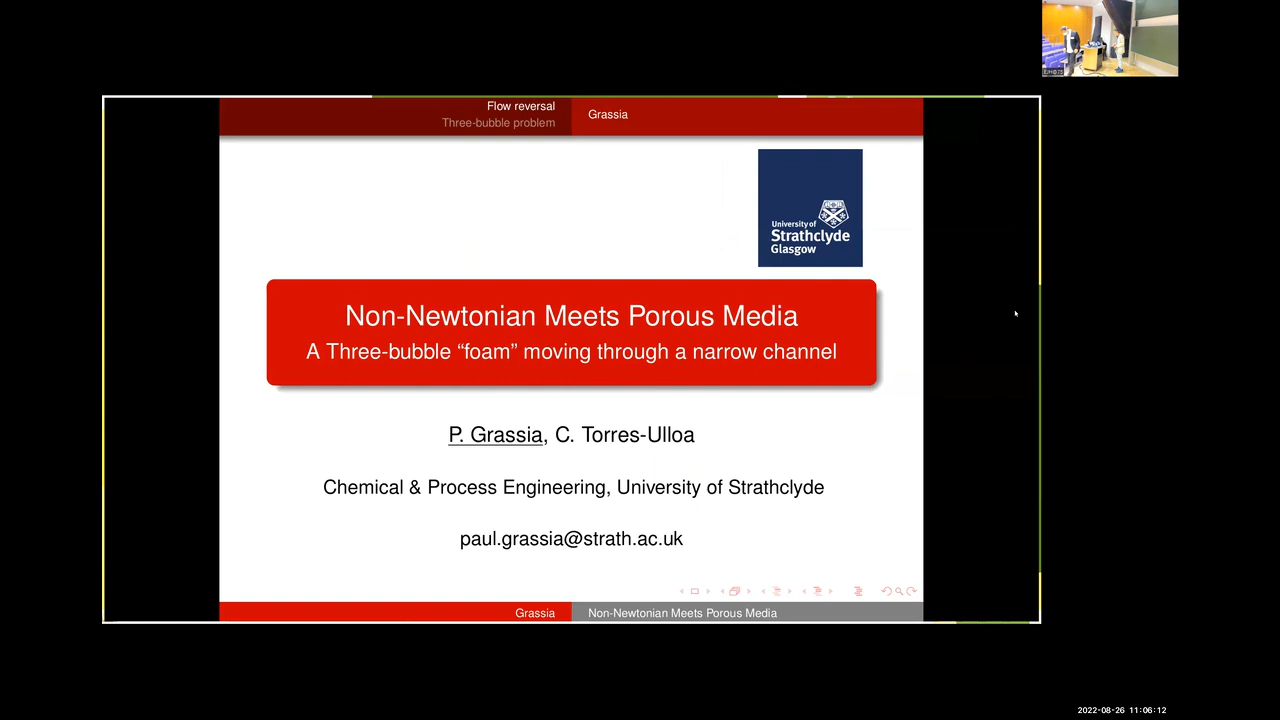 Flow reversal
Three-bubble problem
Grassia
University of
Strathclyde
Glasgow
Non-Newtonian Meets Porous Media
A Three-bubble “foam” moving through a narrow channel
P. Grassia, C. Torres-Ulloa
Chemical & Process Engineering, University of Strathclyde
paul.grassia@strath.ac.uk
Grassia
Non-Newtonian Meets Porous Media
2022-08-26 11:06:12